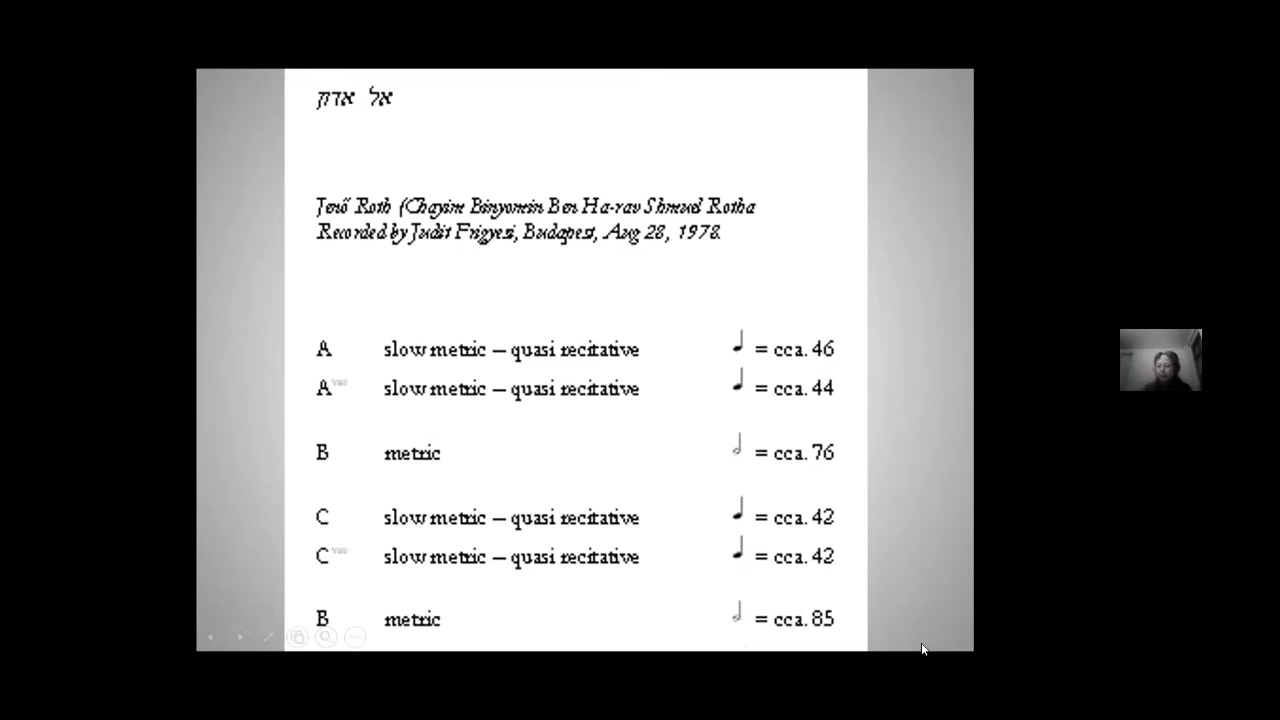 אל אדון
Jenő Roth (Chayim Binyomin Ben Ha-rav Shmuel Rotha
Recorded by Judit Frigyesi, Budapest, Aug 28, 1978.
A slow metric – quasi recitative ♩ = cca. 46
A slow metric – quasi recitative ♩ = cca. 44
B metric 𝅗𝅥 = cca. 76
C slow metric – quasi recitative ♩ = cca. 42
C slow metric – quasi recitative ♩ = cca. 42
B metric 𝅗𝅥 = cca. 85